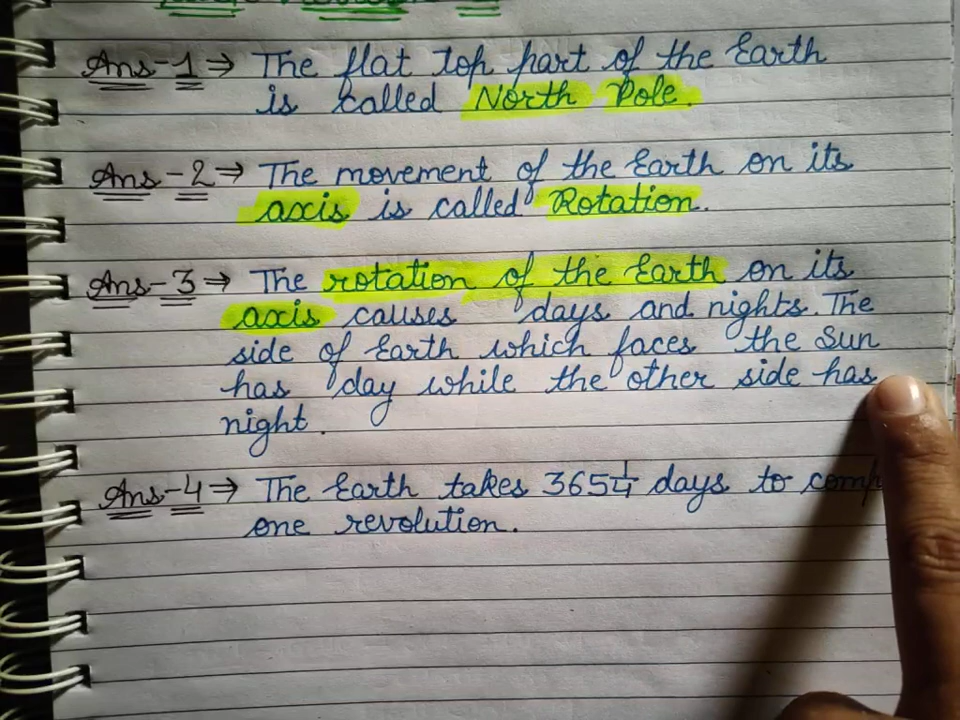 Ans-1⇒ The flat top part of the Earth
is called North Pole.
Ans-2⇒ The movement of the Earth on its
axis is called Rotation.
Ans-3⇒ The rotation of the Earth on its
axis causes days and nights. The
side of Earth which faces the Sun
has day while the other side has
night.
Ans-4⇒ The Earth takes 365¼ days to comp
one revolution.